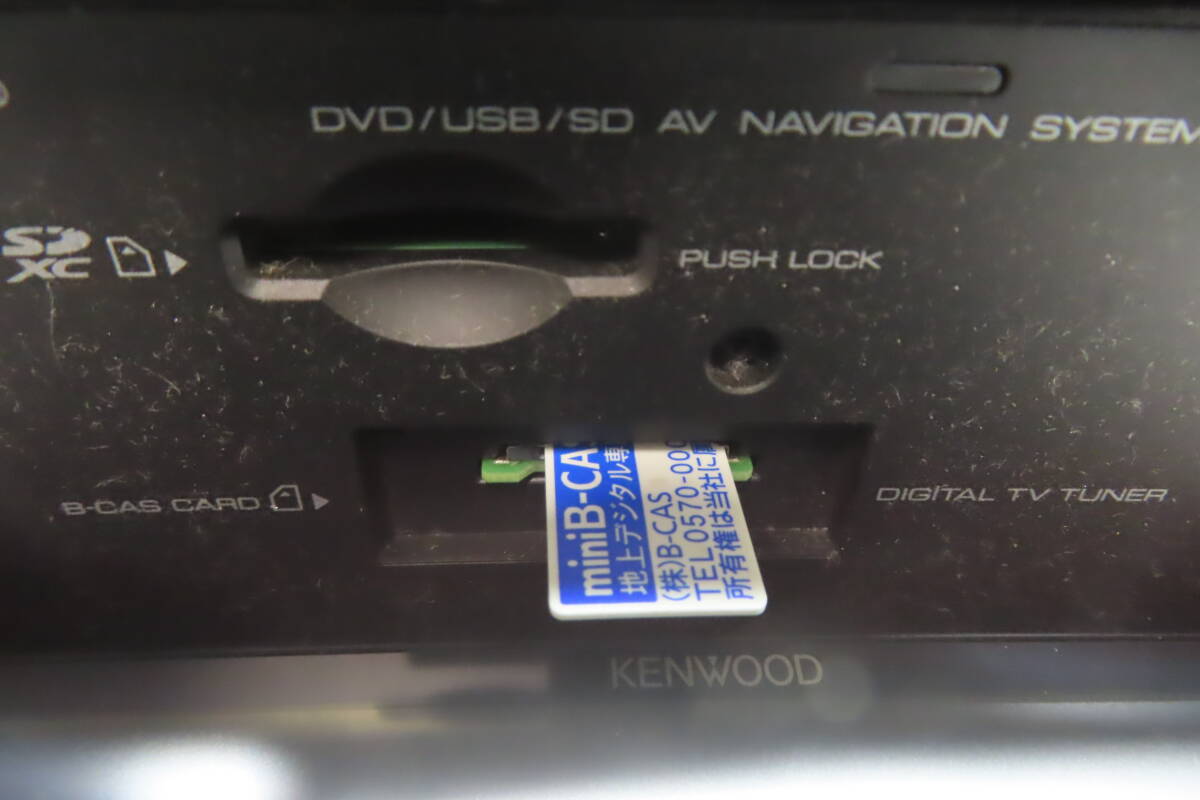 DVD/USB/SD AV NAVIGATION SYSTEM
SD
XC
PUSH LOCK
B-CAS CARD
miniB-CAS
地上デジタル専
(株)B-CAS
TEL 0570-000
所有権は当社に
DIGITAL TV TUNER
KENWOOD